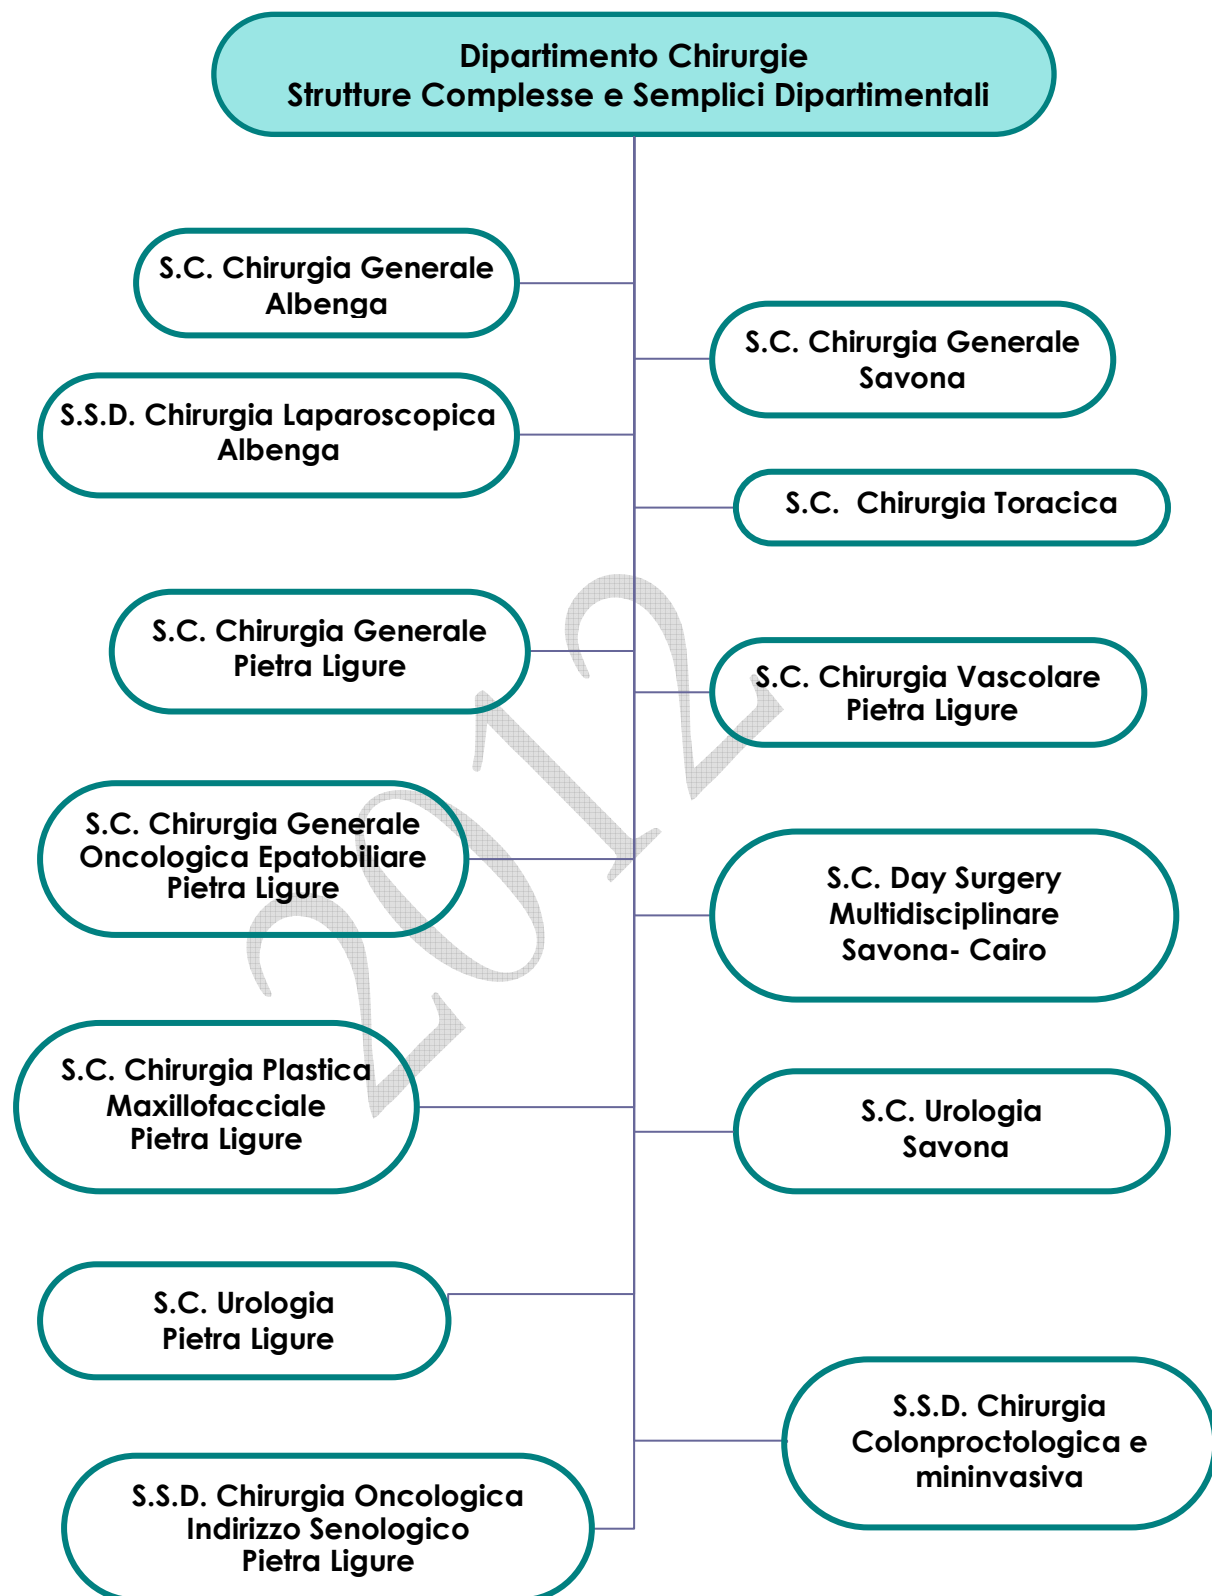 Dipartimento Chirurgie
Strutture Complesse e Semplici Dipartimentali
S.C. Chirurgia Generale
Albenga
S.C. Chirurgia Generale
Savona
S.S.D. Chirurgia Laparoscopica
Albenga
S.C. Chirurgia Toracica
S.C. Chirurgia Generale
Pietra Ligure
S.C. Chirurgia Vascolare
Pietra Ligure
S.C. Chirurgia Generale
Oncologica Epatobiliare
Pietra Ligure
S.C. Day Surgery
Multidisciplinare
Savona- Cairo
S.C. Chirurgia Plastica
Maxillofacciale
Pietra Ligure
S.C. Urologia
Savona
S.C. Urologia
Pietra Ligure
S.S.D. Chirurgia
Colonproctologica e
mininvasiva
S.S.D. Chirurgia Oncologica
Indirizzo Senologico
Pietra Ligure
2012